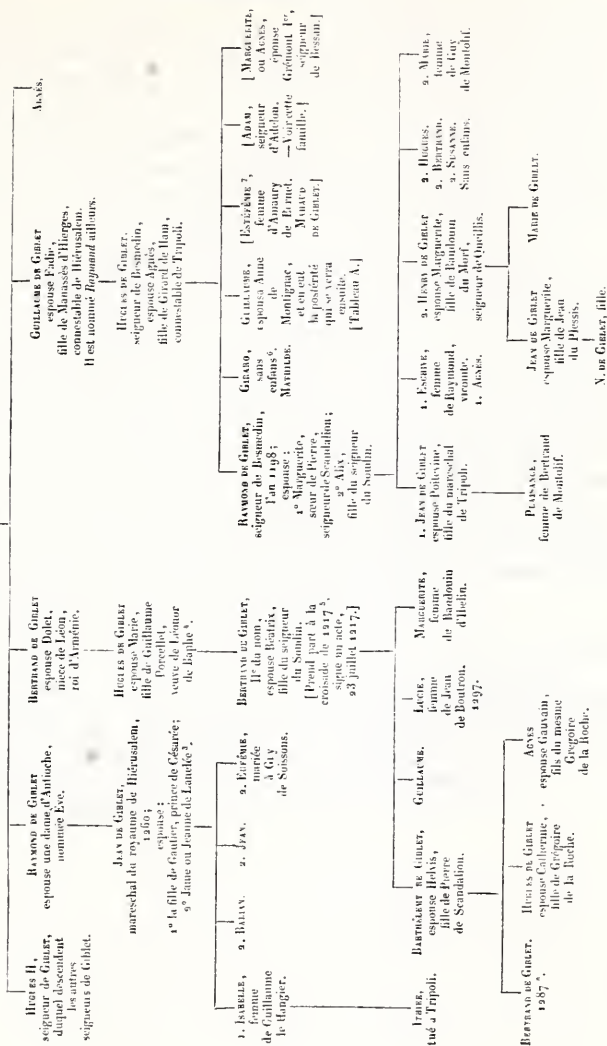 HUGUES II,
seigneur de GIBLET,
duquel descendent
les autres
seigneurs de Giblet.
RAYMOND DE GIBLET
espouse une dame d'Antioche,
nommée Eve.
BERTRAND DE GIBLET
espouse Dolet,
niece de Léon,
roi d'Arménie.
GUILLAUME DE GIBLET
espouse Fadie,
fille de Manassès d'Hierges,
connestable de Hiérusalem.
Il est nommé Raymond ailleurs.
AGNÈS.
JEAN DE GIBLET,
mareschal du royaume de Hiérusalem,
1260;
espouse:
1° la fille de Gautier, prince de Césarée;
2° Jaine ou Jeanne de Lanelée 3.
HUGUES DE GIBLET
espouse Marie,
fille de Guillaume
Porcellet,
veuve de Léonor
de Raphe 4.
HUGUES DE GIBLET,
seigneur de Besmedin,
espouse Agnès,
fille de Girard de Ham,
connestable de Tripoli.
1. ISABELLE,
femme
de Guillaume
le Hangier.
2. BALIAN.
2. JEAN.
2. EUFÉMIE,
mariée
à Guy
de Soissons.
BERTRAND DE GIBLET,
IIe du nom,
espouse Béatrix,
fille du seigneur
du Soudin.
[Prend part à la
croisade de 1217 5,
signe un acte,
23 juillet 1217.]
RAYMOND DE GIBLET,
seigneur de Besmedin,
l'an 1198;
espouse:
1° Marguerite,
sœur de Pierre,
seigneur de Scandalion;
2° Alix,
fille du seigneur
du Soudin.
GIRARD,
sans
enfans 6.
MATHILDE.
GUILLAUME,
espousa Anne
de
Montignac,
et en eut
la postérité
qui se verra
ensuite.
[Tableau A.]
[ESTÉFÉNIE 7,
femme
d'Amaury
de Bernel.
MAHAUD
DE GIBLET.]
[ADAM,
seigneur
d'Adelon.
—Voir cette
famille.]
[MARGUERITE,
ou AGNÈS,
épouse
Grémont Ier,
seigneur
de Bessan.]
ITHIER,
tué à Tripoli.
BARTHÉLEMY DE GIBLET,
espouse Helvis,
fille de Pierre
de Scandalion.
GUILLAUME.
LUCIE,
femme
de Jean
de Boutron.
1297.
MARGUERITE,
femme
de Baudouin
d'Ibelin.
1. JEAN DE GIBLET
espouse Poitevine,
fille du mareschal
de Tripoli.
1. ESCHIVE,
femme
de Raymond,
vicomte.
1. AGNÈS.
2. HENRY DE GIBLET
espouse Marguerite,
fille de Baudouin
du Morf,
seigneur de Queillis.
2. HUGUES.
2. BERTRAND.
2. SUSANNE.
Sans enfans.
2. MARIE,
femme
de Guy
de Montolif.
BERTRAND DE GIBLET.
1287
HUGUES DE GIBLET
espouse Catherine,
fille de Grégoire
de la Roche.
AGNÈS
espouse Gauvain,
fils du mesme
Grégoire
de la Roche.
PLAISANCE,
femme de Bertrand
de Montolif.
JEAN DE GIBLET
espouse Marguerite,
fille de Jean
du Plessis.
MARIE DE GIBLET.
N. DE GIBLET, fille.